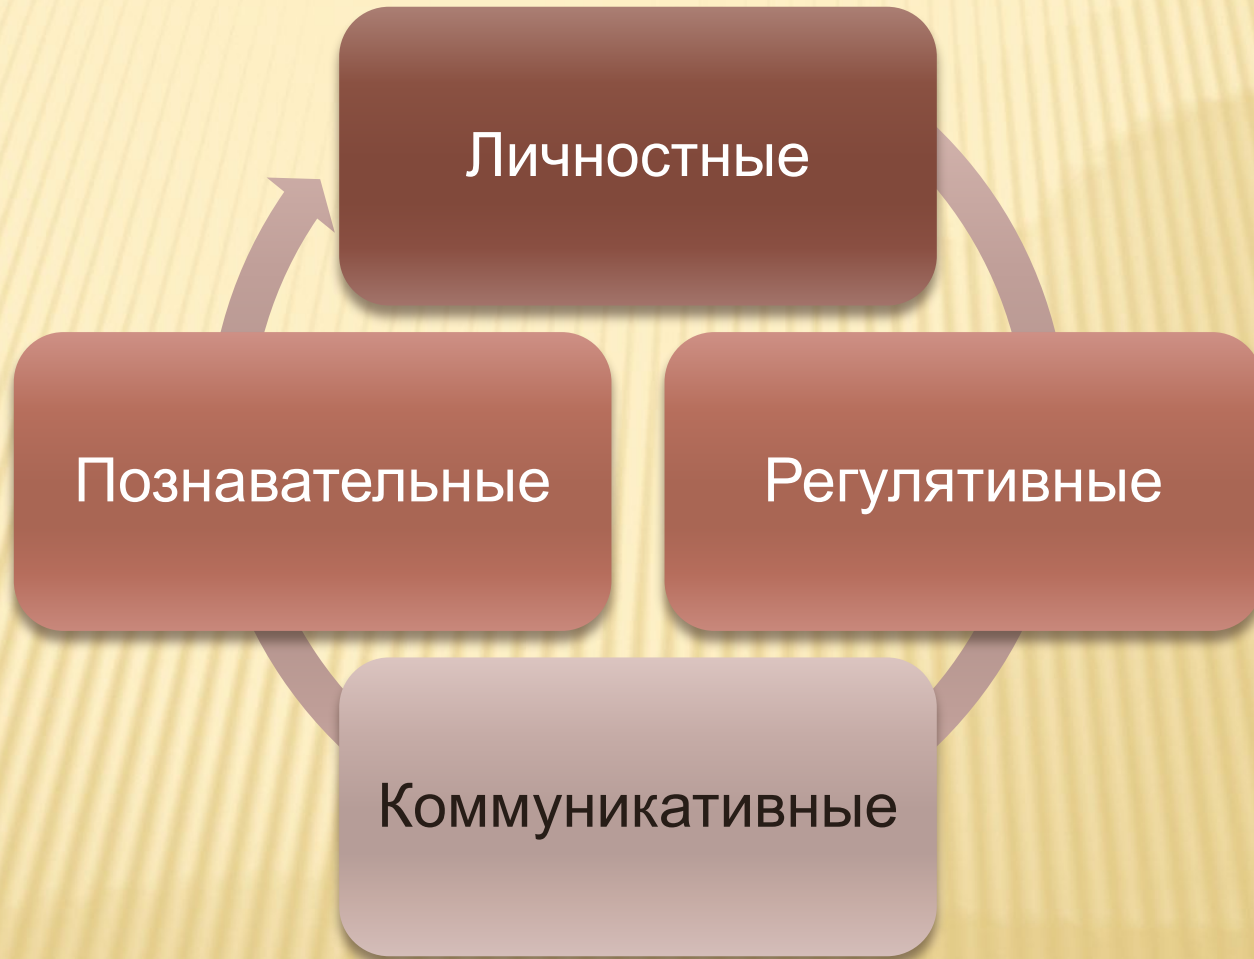 Личностные
Познавательные
Регулятивные
Коммуникативные